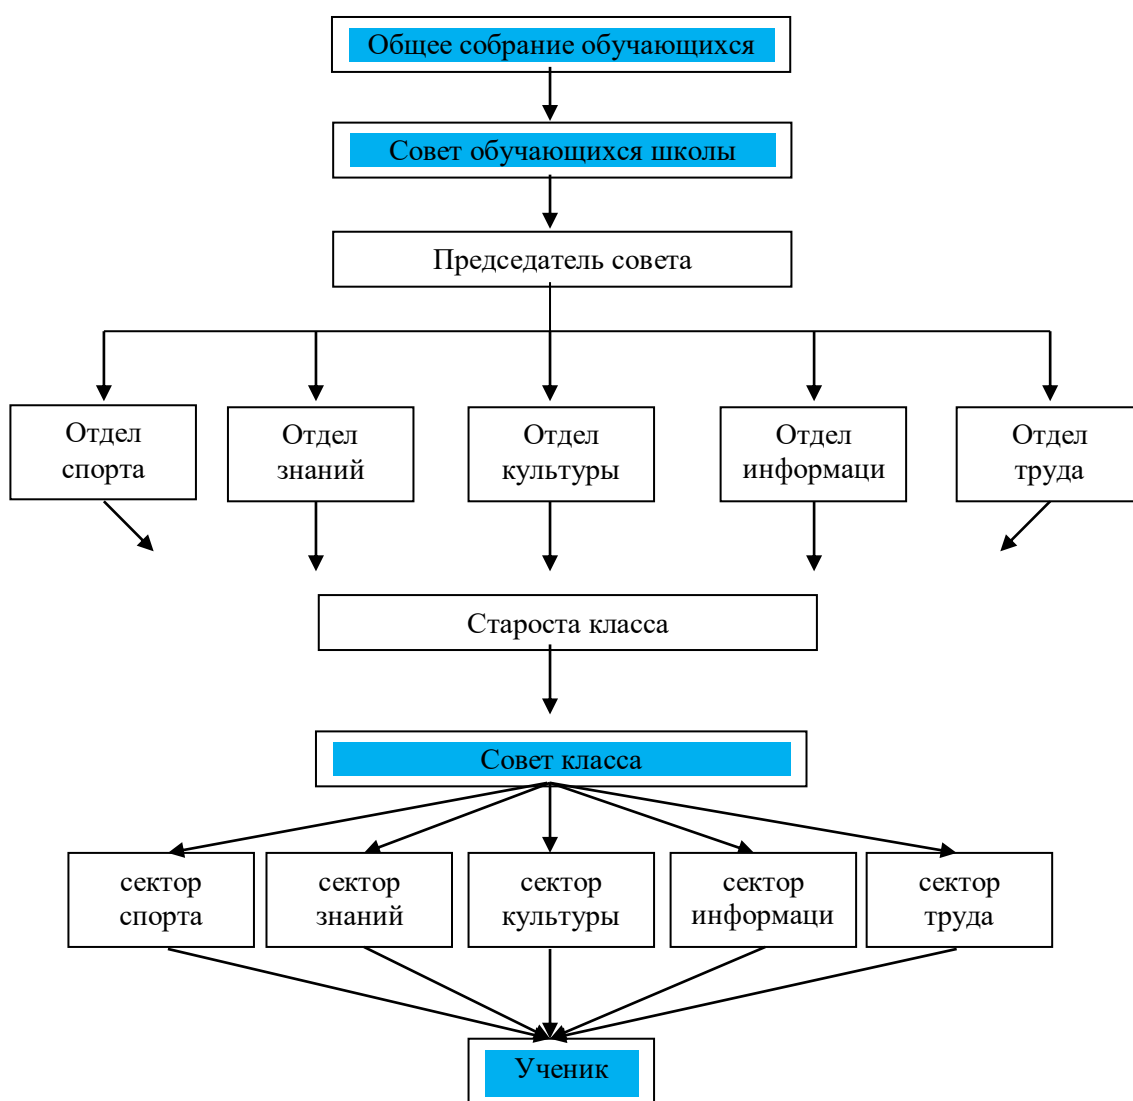 Общее собрание обучающихся
Совет обучающихся школы
Председатель совета
Отдел
спорта
Отдел
знаний
Отдел
культуры
Отдел
информаци
Отдел
труда
Староста класса
Совет класса
сектор
спорта
сектор
знаний
сектор
культуры
сектор
информаци
сектор
труда
Ученик